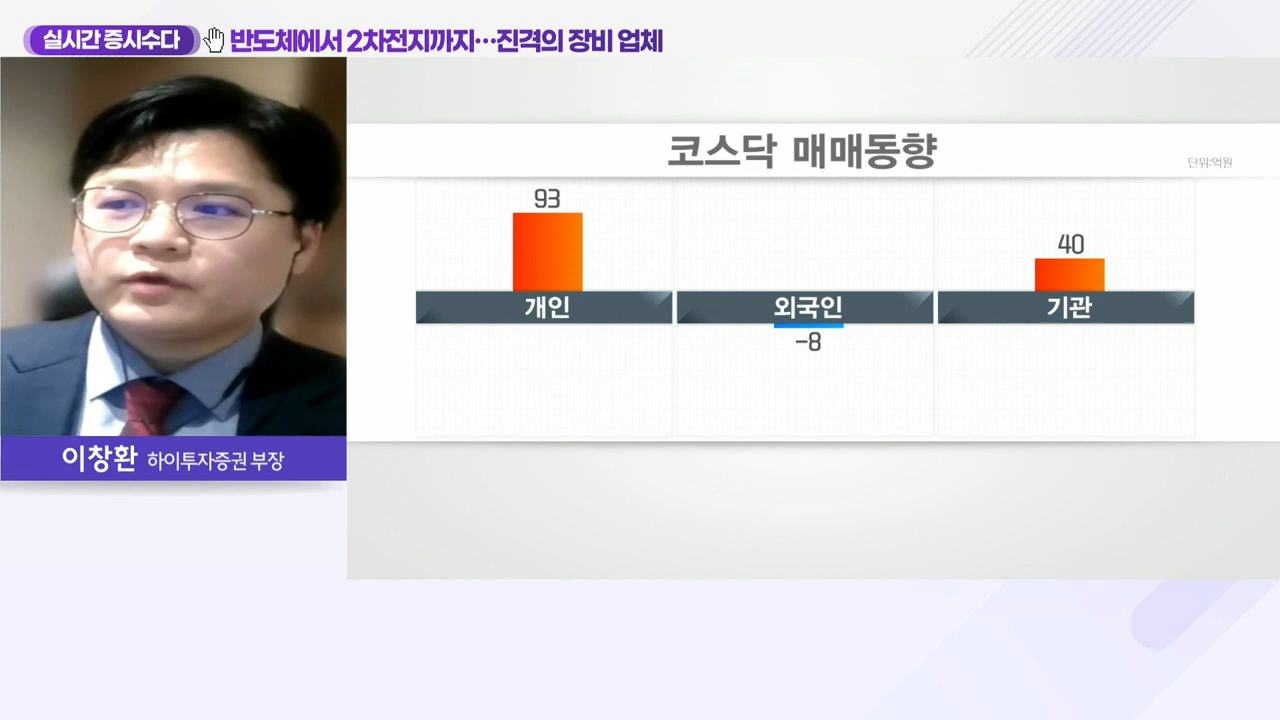 실시간 증시수다 반도체에서 2차전지까지…진격의 장비 업체
코스닥 매매동향
단위:억원
93
40
개인 외국인 기관
-8
이창환 하이투자증권 부장